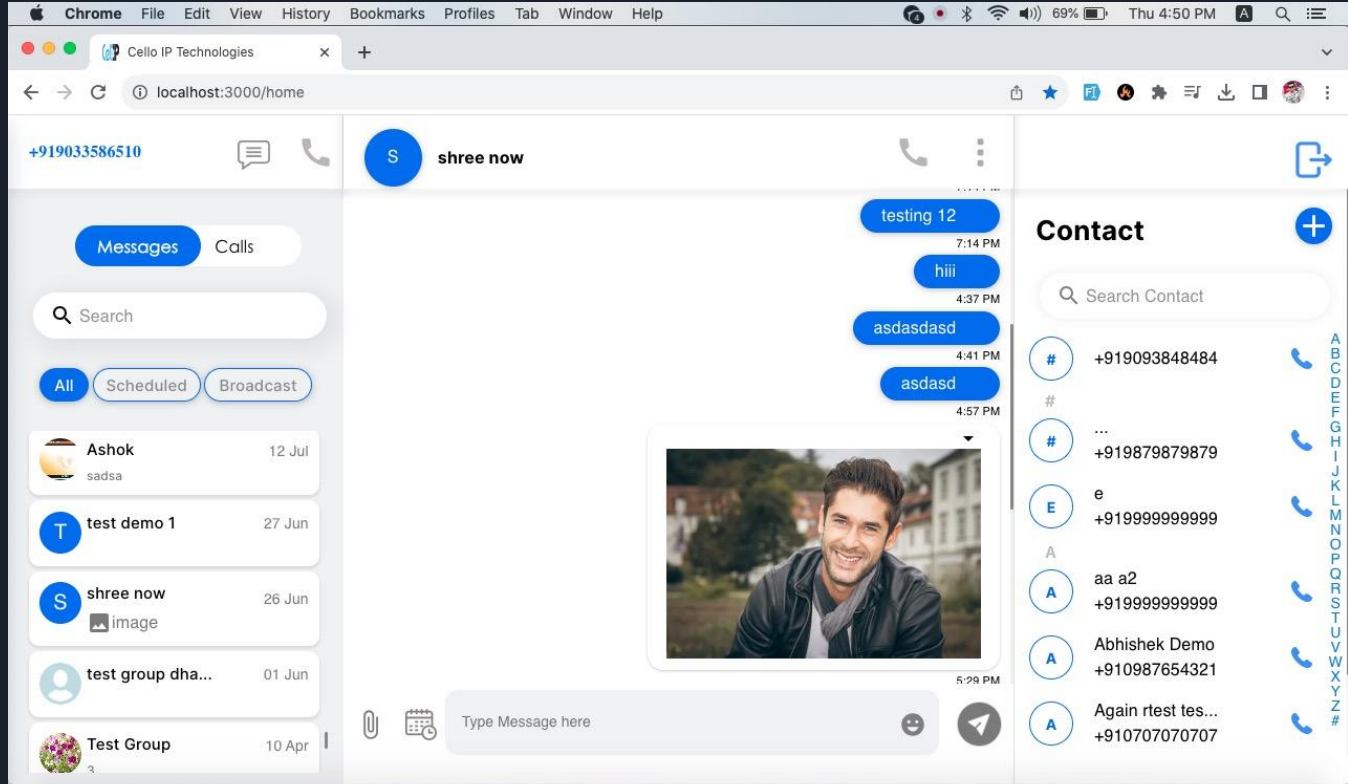 Chrome File Edit View History Bookmarks Profiles Tab Window Help 4 69% Thu 4:50 PM A
Cello IP Technologies
localhost:3000/home
+919033586510
S shree now
Messages Calls
Search
All Scheduled Broadcast
Ashok 12 Jul
sadsa
T test demo 1 27 Jun
S shree now 26 Jun
image
test group dha... 01 Jun
Test Group 10 Apr
3
testing 12
7:14 PM
hiii
4:37 PM
asdasdasd
4:41 PM
asdasd
4:57 PM
5:29 PM
Type Message here
Contact
Search Contact
# +919093848484
#
# ...
+919879879879
E e
+919999999999
A
A aa a2
+919999999999
A Abhishek Demo
+910987654321
A Again rtest tes...
+910707070707
A
B
C
D
E
F
G
H
I
J
K
L
M
N
O
P
Q
R
S
T
U
V
W
X
Y
Z
#